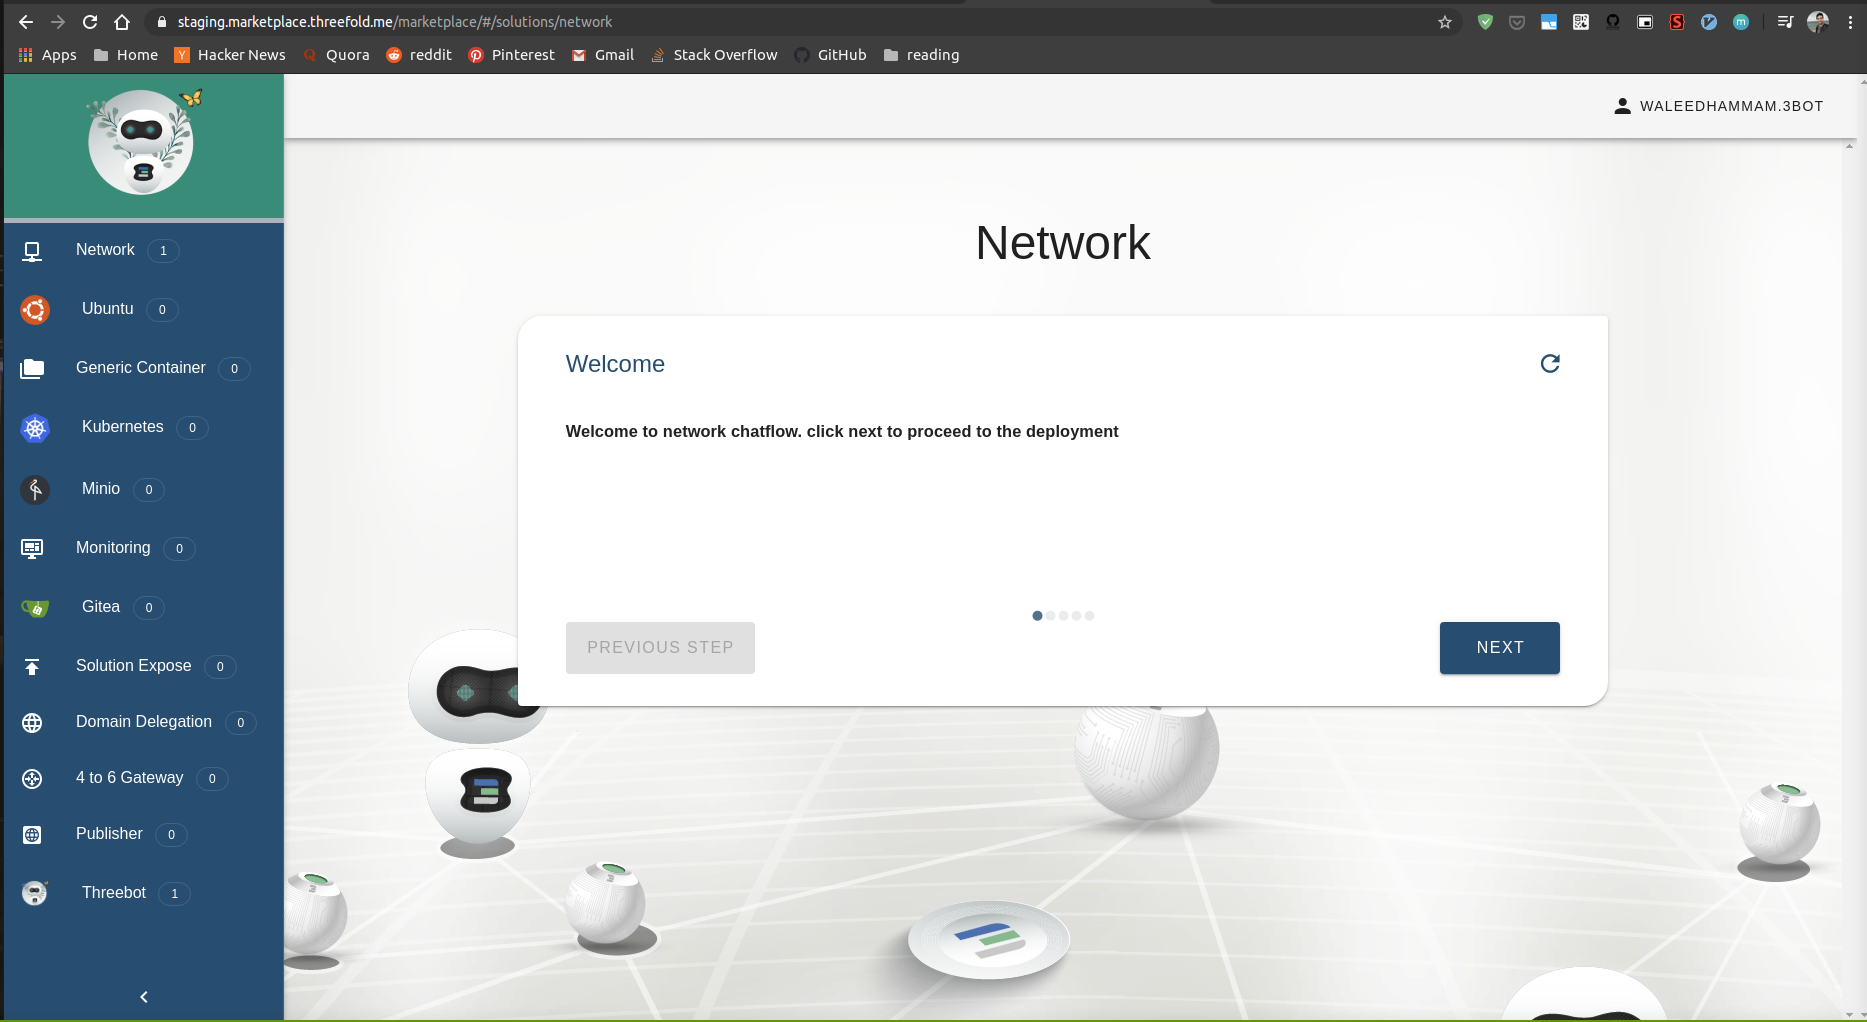 staging.marketplace.threefold.me/marketplace/#/solutions/network
Apps Home Hacker News Quora reddit Pinterest Gmail Stack Overflow GitHub reading
WALEEDHAMMAM.3BOT
Network 1
Ubuntu 0
Generic Container 0
Kubernetes 0
Minio 0
Monitoring 0
Gitea 0
Solution Expose 0
Domain Delegation 0
4 to 6 Gateway 0
Publisher 0
Threebot 1
Network
Welcome
Welcome to network chatflow. click next to proceed to the deployment
PREVIOUS STEP
NEXT